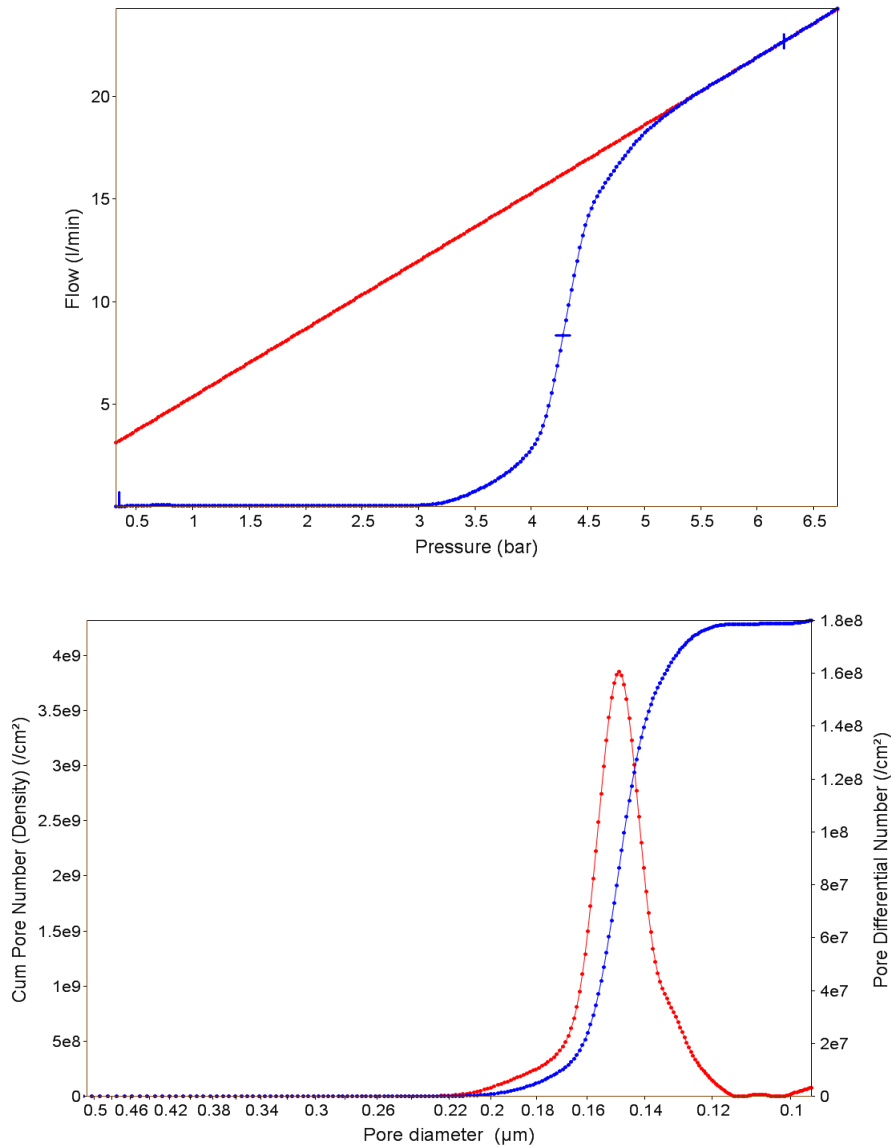 20
15
10
5
Flow (l/min)
0.5 1 1.5 2 2.5 3 3.5 4 4.5 5 5.5 6 6.5
Pressure (bar)
4e9
3.5e9
3e9
2.5e9
2e9
1.5e9
1e9
5e8
0
Cum Pore Number (Density) (/cm²)
1.8e8
1.6e8
1.4e8
1.2e8
1e8
8e7
6e7
4e7
2e7
0
Pore Differential Number (/cm²)
0.5 0.46 0.42 0.38 0.34 0.3 0.26 0.22 0.2 0.18 0.16 0.14 0.12 0.1
Pore diameter (µm)